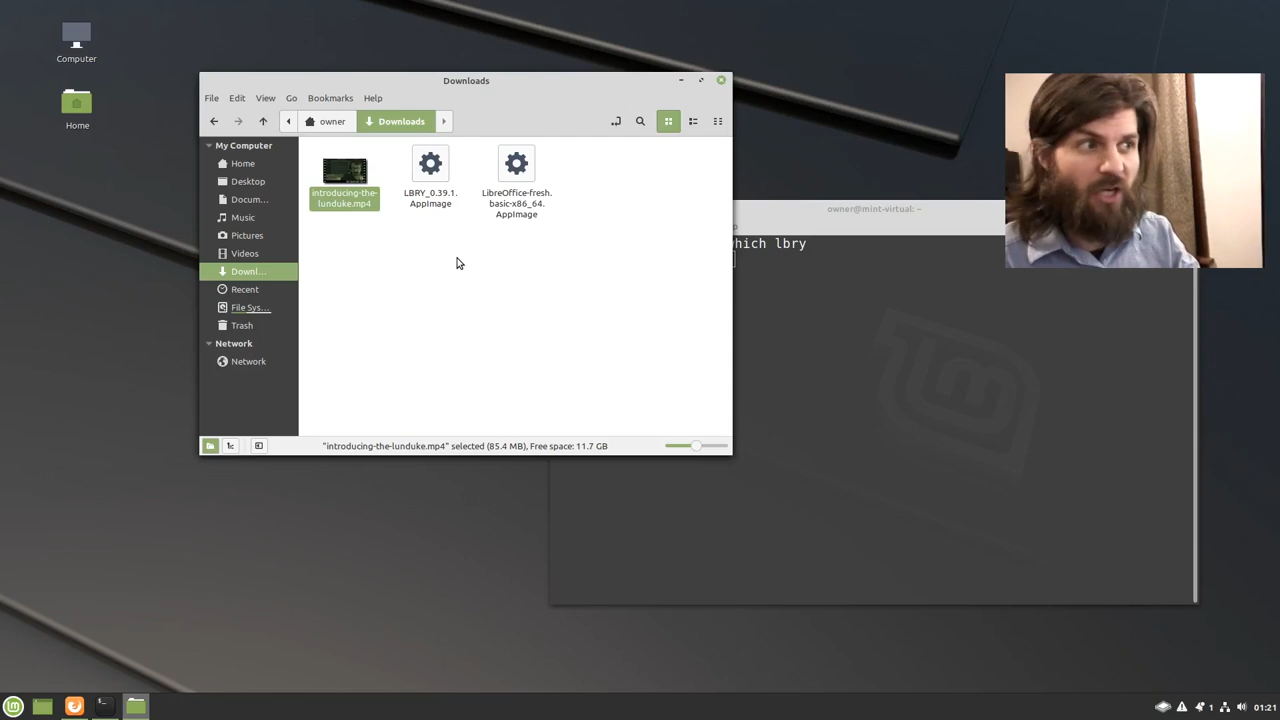 Computer
Home
Downloads
File Edit View Go Bookmarks Help
owner Downloads
My Computer
Home
Desktop
Docum...
Music
Pictures
Videos
Downl...
Recent
File Sys...
Trash
Network
Network
introducing-the-
lunduke.mp4
LBRY_0.39.1.
AppImage
LibreOffice-fresh.
basic-x86_64.
AppImage
"introducing-the-lunduke.mp4" selected (85.4 MB), Free space: 11.7 GB
owner@mint-virtual: ~
which lbry
1 01:21